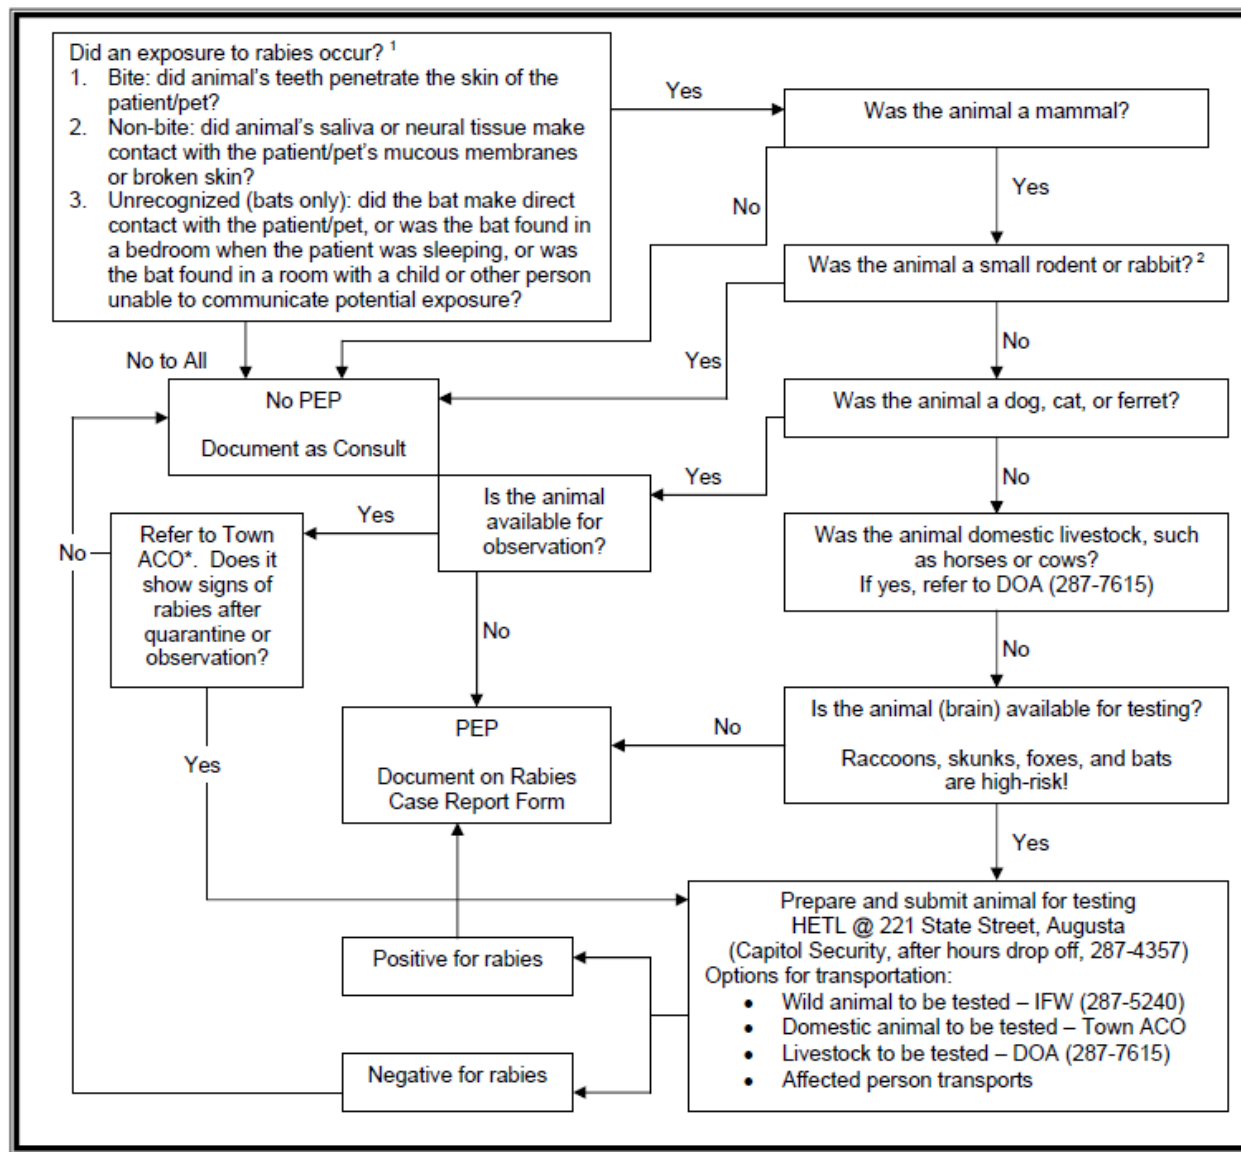 Did an exposure to rabies occur? 1
1. Bite: did animal's teeth penetrate the skin of the
patient/pet?
2. Non-bite: did animal's saliva or neural tissue make
contact with the patient/pet's mucous membranes
or broken skin?
3. Unrecognized (bats only): did the bat make direct
contact with the patient/pet, or was the bat found in
a bedroom when the patient was sleeping, or was
the bat found in a room with a child or other person
unable to communicate potential exposure?
Yes
Was the animal a mammal?
No
Yes
Was the animal a small rodent or rabbit? 2
No to All
Yes
No
No PEP
Document as Consult
Was the animal a dog, cat, or ferret?
Yes
No
Is the animal
available for
observation?
Yes
No
Refer to Town
ACO*. Does it
show signs of
rabies after
quarantine or
observation?
No
Was the animal domestic livestock, such
as horses or cows?
If yes, refer to DOA (287-7615)
No
Yes
PEP
Document on Rabies
Case Report Form
No
Is the animal (brain) available for testing?
Raccoons, skunks, foxes, and bats
are high-risk!
Yes
Positive for rabies
Negative for rabies
Prepare and submit animal for testing
HETL @ 221 State Street, Augusta
(Capitol Security, after hours drop off, 287-4357)
Options for transportation:
• Wild animal to be tested – IFW (287-5240)
• Domestic animal to be tested – Town ACO
• Livestock to be tested – DOA (287-7615)
• Affected person transports